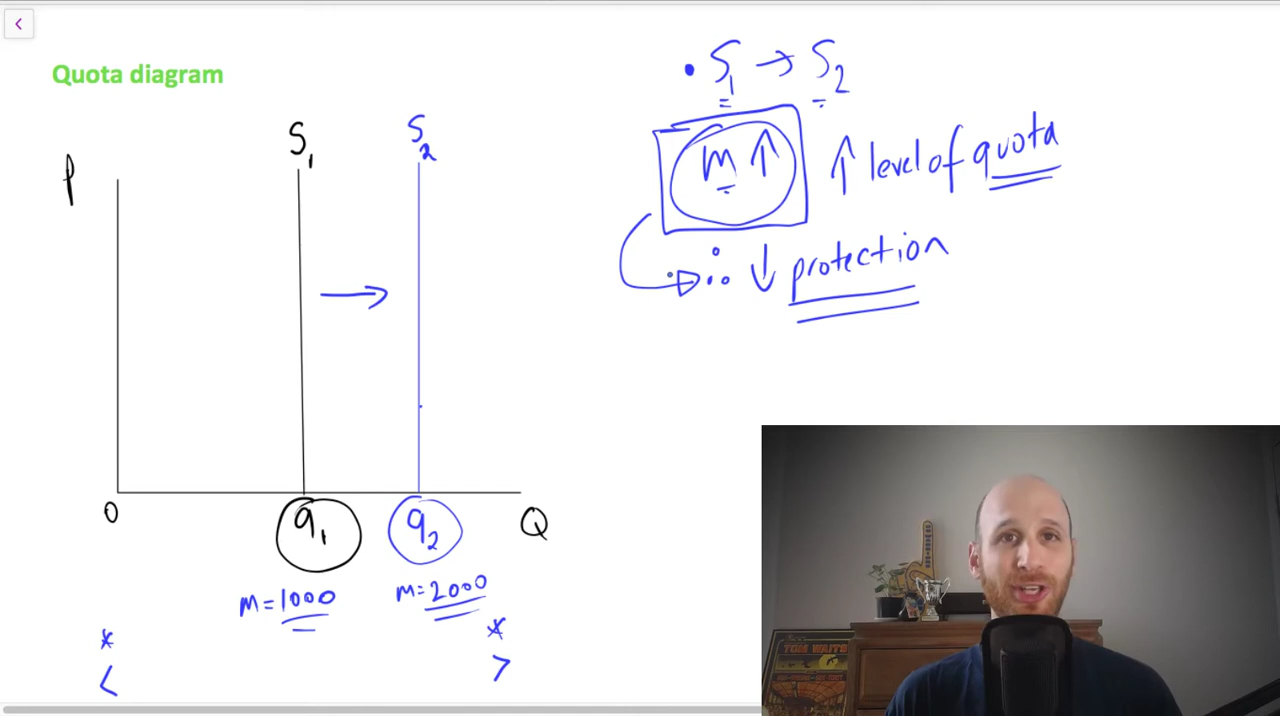 Quota diagram
P
S1
S2
→
0
q1
q2
Q
m=1000
m=2000
*
*
<
>
• S1 → S2
m ↑
↑ level of quota
∴ ↓ protection
TOM WAITS